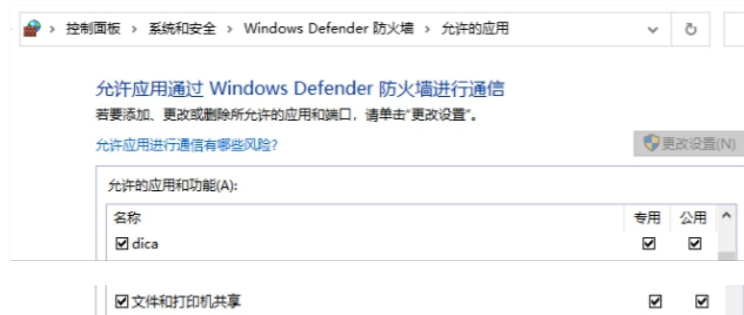 控制面板 > 系统和安全 > Windows Defender 防火墙 > 允许的应用
允许应用通过 Windows Defender 防火墙进行通信
若要添加、更改或删除所允许的应用和端口，请单击"更改设置"。
允许应用进行通信有哪些风险?
更改设置(N)
允许的应用和功能(A):
名称 专用 公用
dica
文件和打印机共享